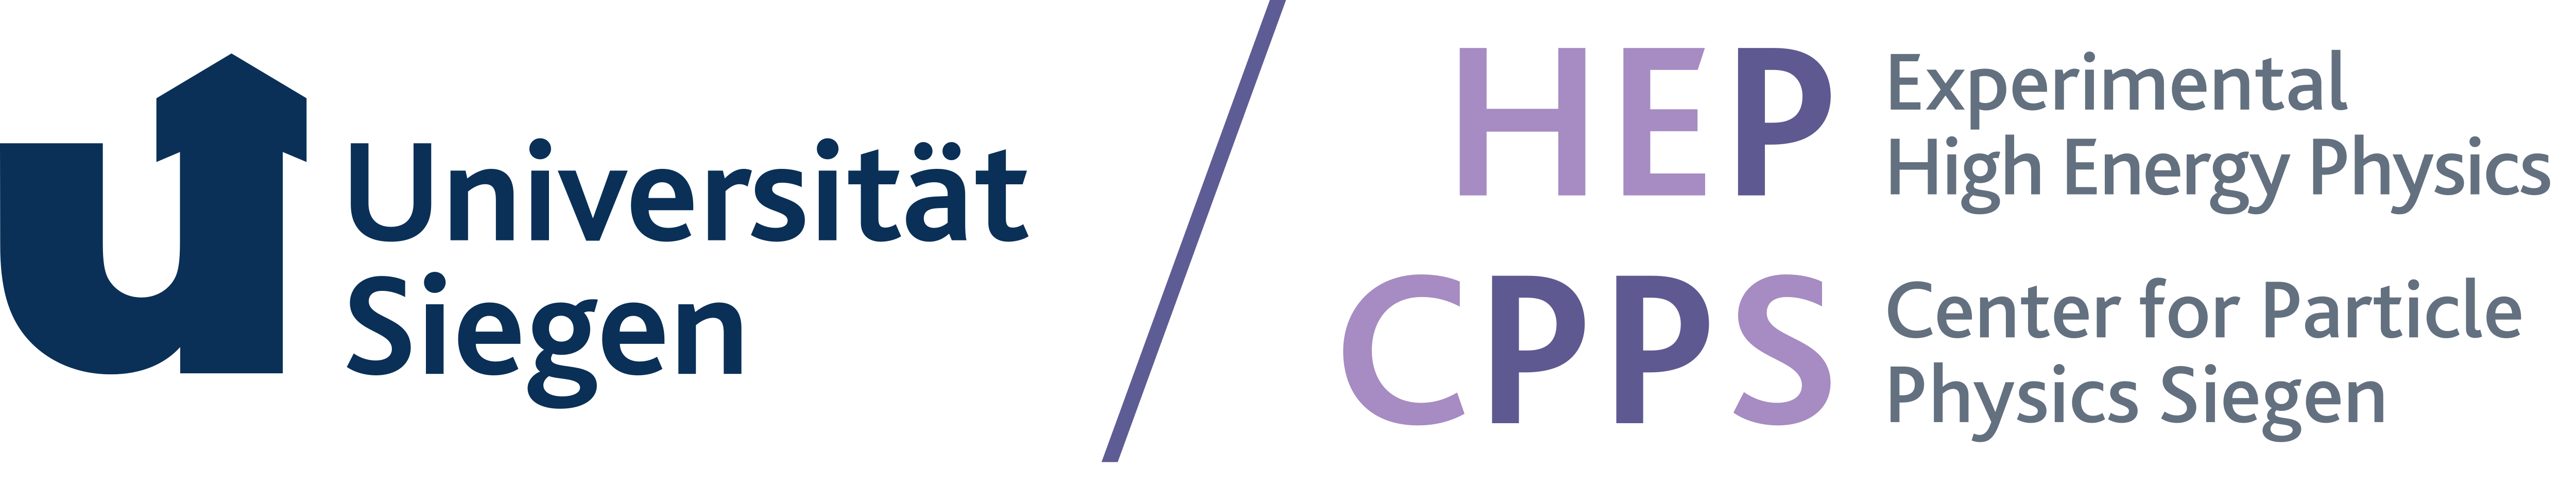 Universität
Siegen
HEP
Experimental
High Energy Physics
CPPS
Center for Particle
Physics Siegen